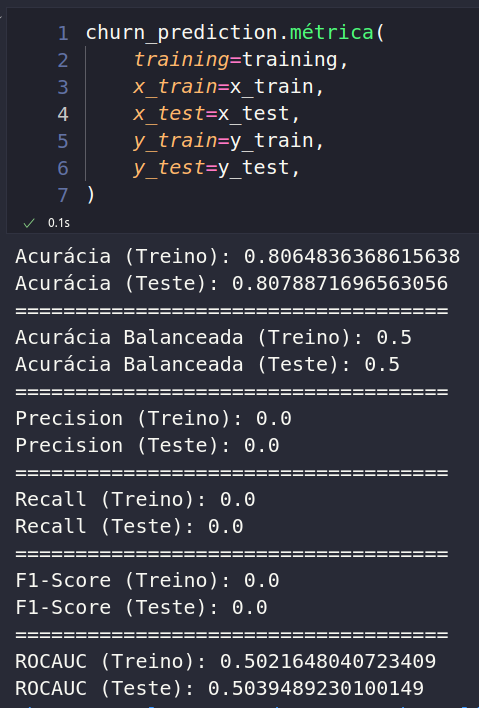 1 churn_prediction.métrica(
2 training=training,
3 x_train=x_train,
4 x_test=x_test,
5 y_train=y_train,
6 y_test=y_test,
7 )
0.1s
Acurácia (Treino): 0.8064836368615638
Acurácia (Teste): 0.8078871696563056
====================================
Acurácia Balanceada (Treino): 0.5
Acurácia Balanceada (Teste): 0.5
====================================
Precision (Treino): 0.0
Precision (Teste): 0.0
====================================
Recall (Treino): 0.0
Recall (Teste): 0.0
====================================
F1-Score (Treino): 0.0
F1-Score (Teste): 0.0
====================================
ROCAUC (Treino): 0.5021648040723409
ROCAUC (Teste): 0.5039489230100149